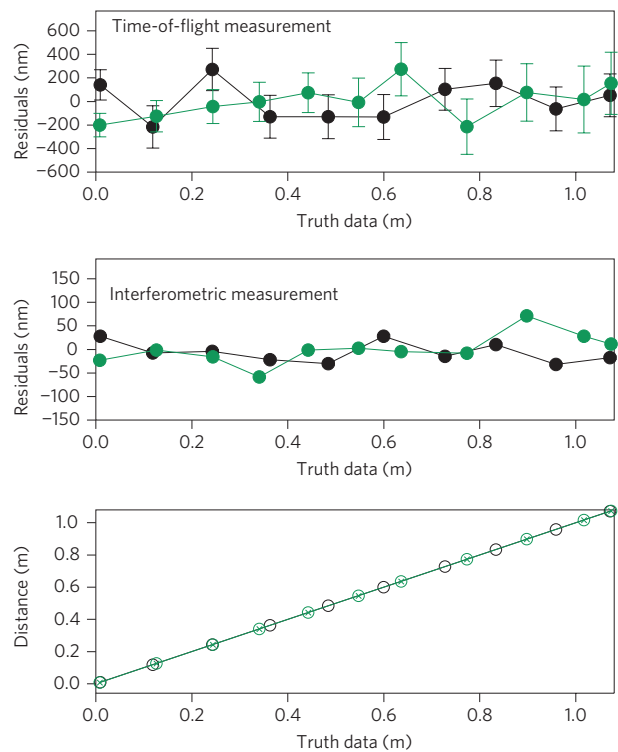 Time-of-flight measurement
Residuals (nm)
600
400
200
0
−200
−400
−600
0.0 0.2 0.4 0.6 0.8 1.0
Truth data (m)
Interferometric measurement
Residuals (nm)
150
100
50
0
−50
−100
−150
0.0 0.2 0.4 0.6 0.8 1.0
Truth data (m)
Distance (m)
1.0
0.8
0.6
0.4
0.2
0.0
0.0 0.2 0.4 0.6 0.8 1.0
Truth data (m)